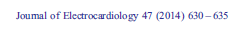 Journal of Electrocardiology 47 (2014) 630–635